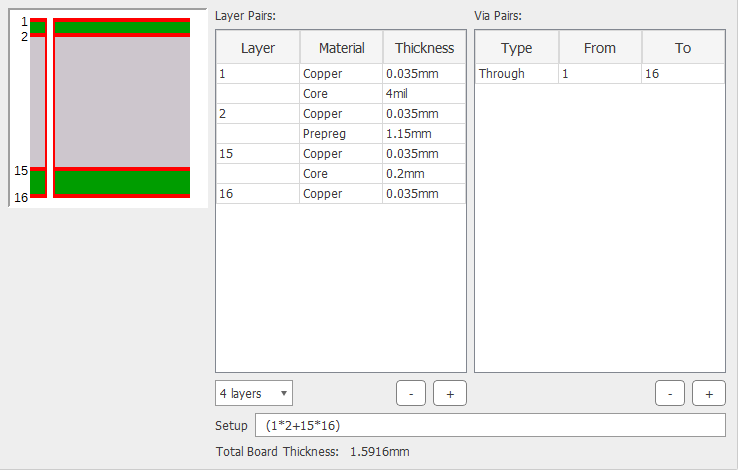 Layer Pairs: Via Pairs:
1
2
15
16
Layer Material Thickness
1 Copper 0.035mm
Core 4mil
2 Copper 0.035mm
Prepreg 1.15mm
15 Copper 0.035mm
Core 0.2mm
16 Copper 0.035mm
Type From To
Through 1 16
4 layers - + - +
Setup (1*2+15*16)
Total Board Thickness: 1.5916mm